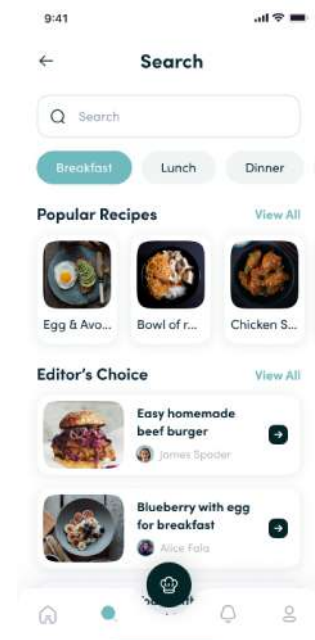 9:41
Search
Search
Breakfast
Lunch
Dinner
Popular Recipes
View All
Egg & Avo...
Bowl of r...
Chicken S...
Editor's Choice
View All
Easy homemade
beef burger
James Spader
Blueberry with egg
for breakfast
Alice Fala